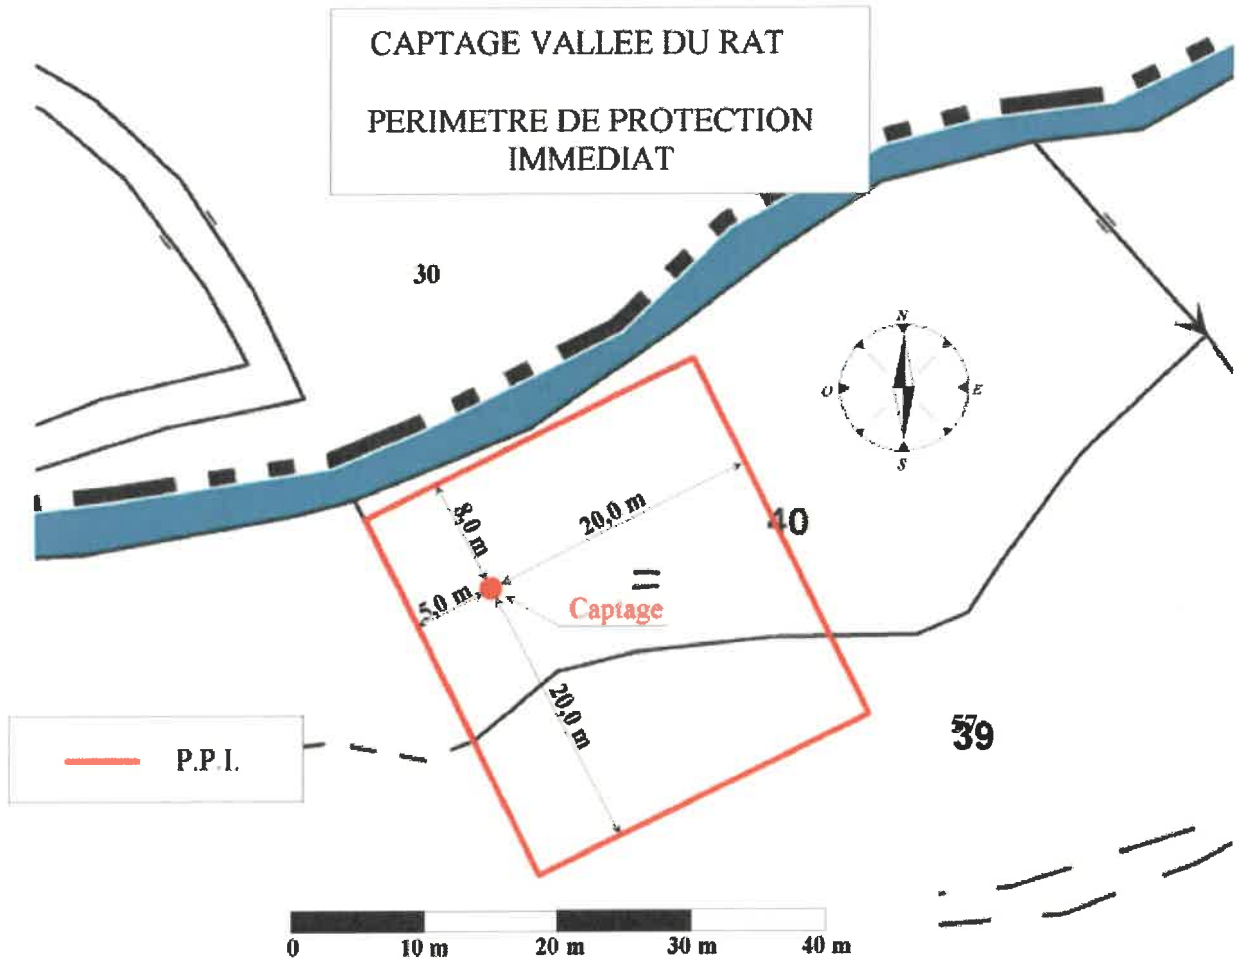 CAPTAGE VALLEE DU RAT
PERIMETRE DE PROTECTION
IMMEDIAT
30
N
O
E
S
8,0 m
20,0 m
40
5,0 m
Captage
20,0 m
57
39
P.P.I.
0
10 m
20 m
30 m
40 m